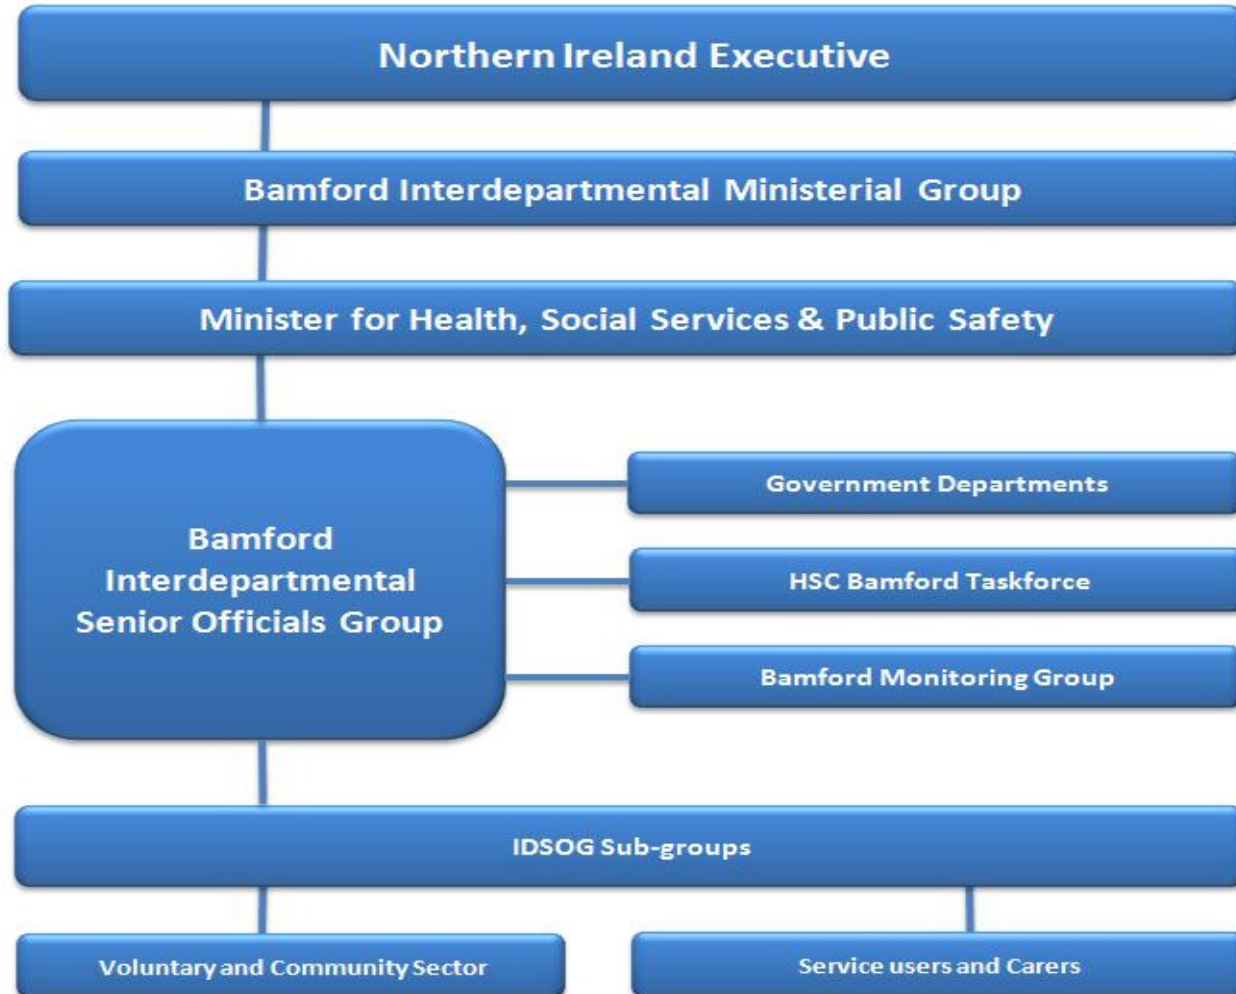 Northern Ireland Executive
Bamford Interdepartmental Ministerial Group
Minister for Health, Social Services & Public Safety
Bamford
Interdepartmental
Senior Officials Group
Government Departments
HSC Bamford Taskforce
Bamford Monitoring Group
IDSOG Sub-groups
Voluntary and Community Sector
Service users and Carers